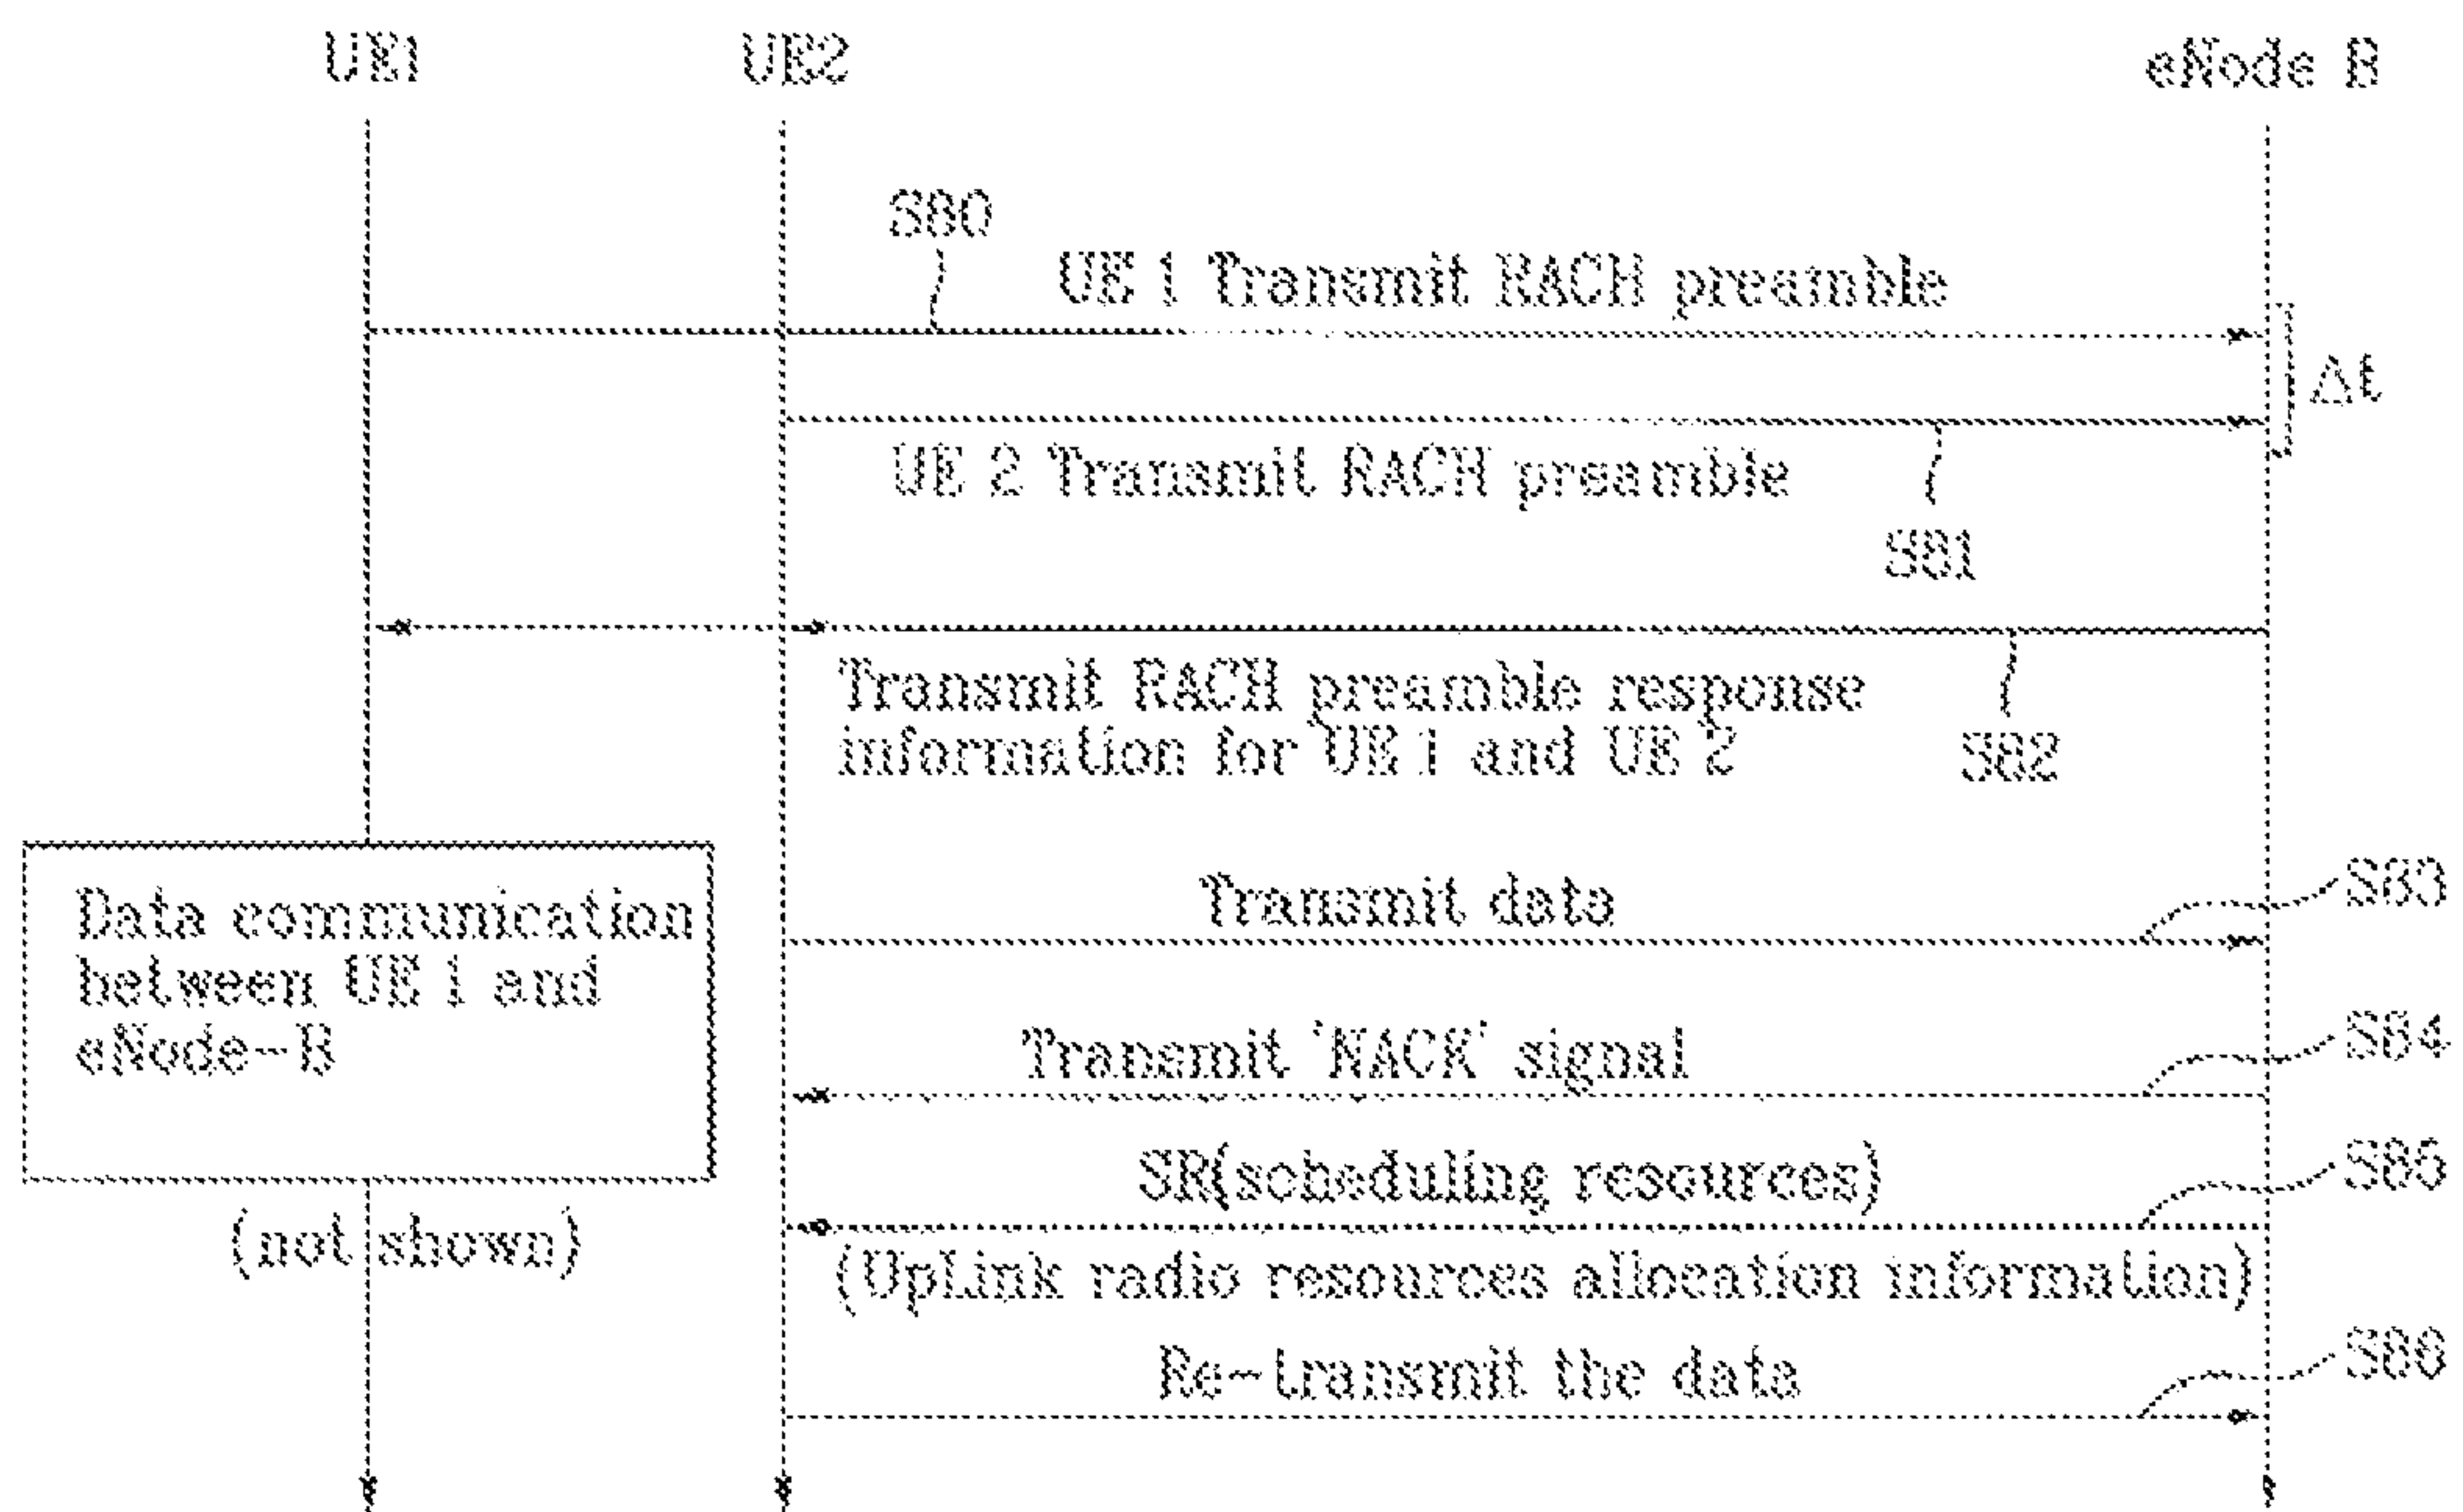 UE1
UE2
eNode B
S80
UE 1 Transmit RACH preamble
Δt
UE 2 Transmit RACH preamble
S81
Transmit RACH preamble response
information for UE 1 and UE 2
S82
Data communication
between UE 1 and
eNode-B
(not shown)
Transmit data
S83
Transmit 'NACK' signal
S84
SR(scheduling resources)
S85
(UpLink radio resources allocation information)
Re-transmit the data
S86